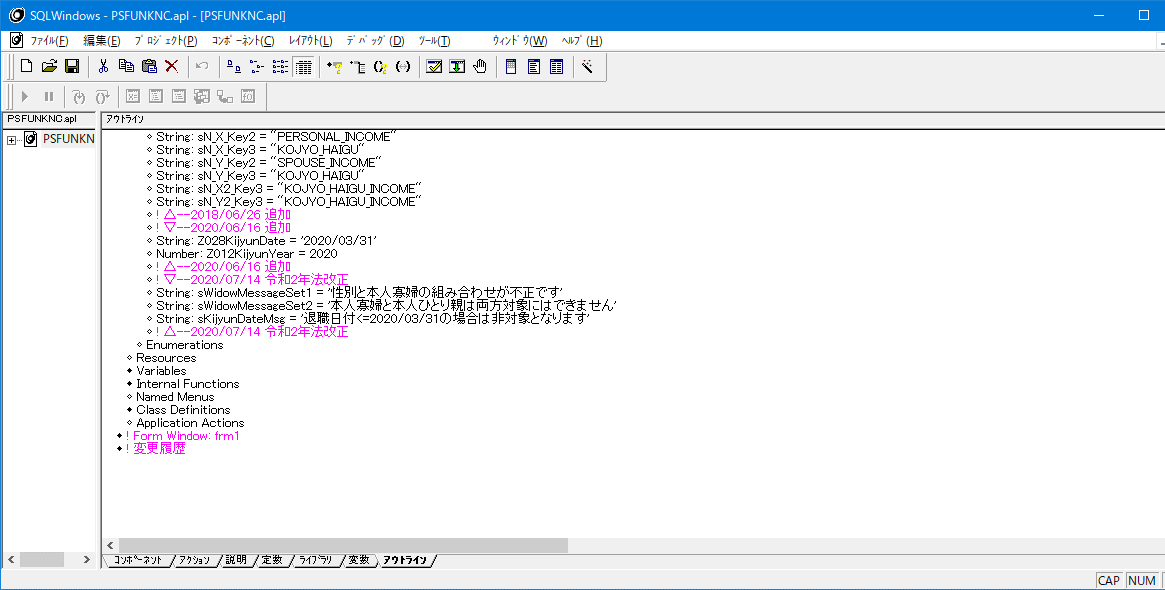 SQLWindows - PSFUNKNC.apl - [PSFUNKNC.apl]
ﾌｧｲﾙ(F) 編集(E) ﾌﾟﾛｼﾞｪｸﾄ(P) ｺﾝﾎﾟｰﾈﾝﾄ(C) ﾚｲｱｳﾄ(L) ﾃﾞﾊﾞｯｸﾞ(D) ﾂｰﾙ(T) ｳｨﾝﾄﾞｳ(W) ﾍﾙﾌﾟ(H)
PSFUNKNC.apl
ｱｳﾄﾗｲﾝ
PSFUNKN
String: sN_X_Key2 = "PERSONAL_INCOME"
String: sN_X_Key3 = "KOJYO_HAIGU"
String: sN_Y_Key2 = "SPOUSE_INCOME"
String: sN_Y_Key3 = "KOJYO_HAIGU"
String: sN_X2_Key3 = "KOJYO_HAIGU_INCOME"
String: sN_Y2_Key3 = "KOJYO_HAIGU_INCOME"
! △--2018/06/26 追加
! ▽--2020/06/16 追加
String: Z028KijyunDate = '2020/03/31'
Number: Z012KijyunYear = 2020
! △--2020/06/16 追加
! ▽--2020/07/14 令和2年法改正
String: sWidowMessageSet1 = '性別と本人寡婦の組み合わせが不正です'
String: sWidowMessageSet2 = '本人寡婦と本人ひとり親は両方対象にはできません'
String: sKijyunDateMsg = '退職日付<=2020/03/31の場合は非対象となります'
! △--2020/07/14 令和2年法改正
Enumerations
Resources
Variables
Internal Functions
Named Menus
Class Definitions
Application Actions
! Form Window: frm1
! 変更履歴
ｺﾝﾎﾟｰﾈﾝﾄ ｱｸｼｮﾝ 説明 定数 ﾗｲﾌﾞﾗﾘ 変数 ｱｳﾄﾗｲﾝ
CAP NUM